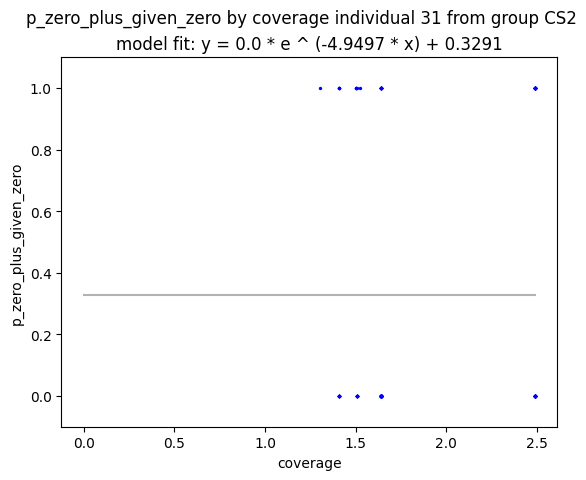 p_zero_plus_given_zero by coverage individual 31 from group CS2
model fit: y = 0.0 * e ^ (-4.9497 * x) + 0.3291
1.0
0.8
0.6
0.4
0.2
0.0
p_zero_plus_given_zero
0.0 0.5 1.0 1.5 2.0 2.5
coverage